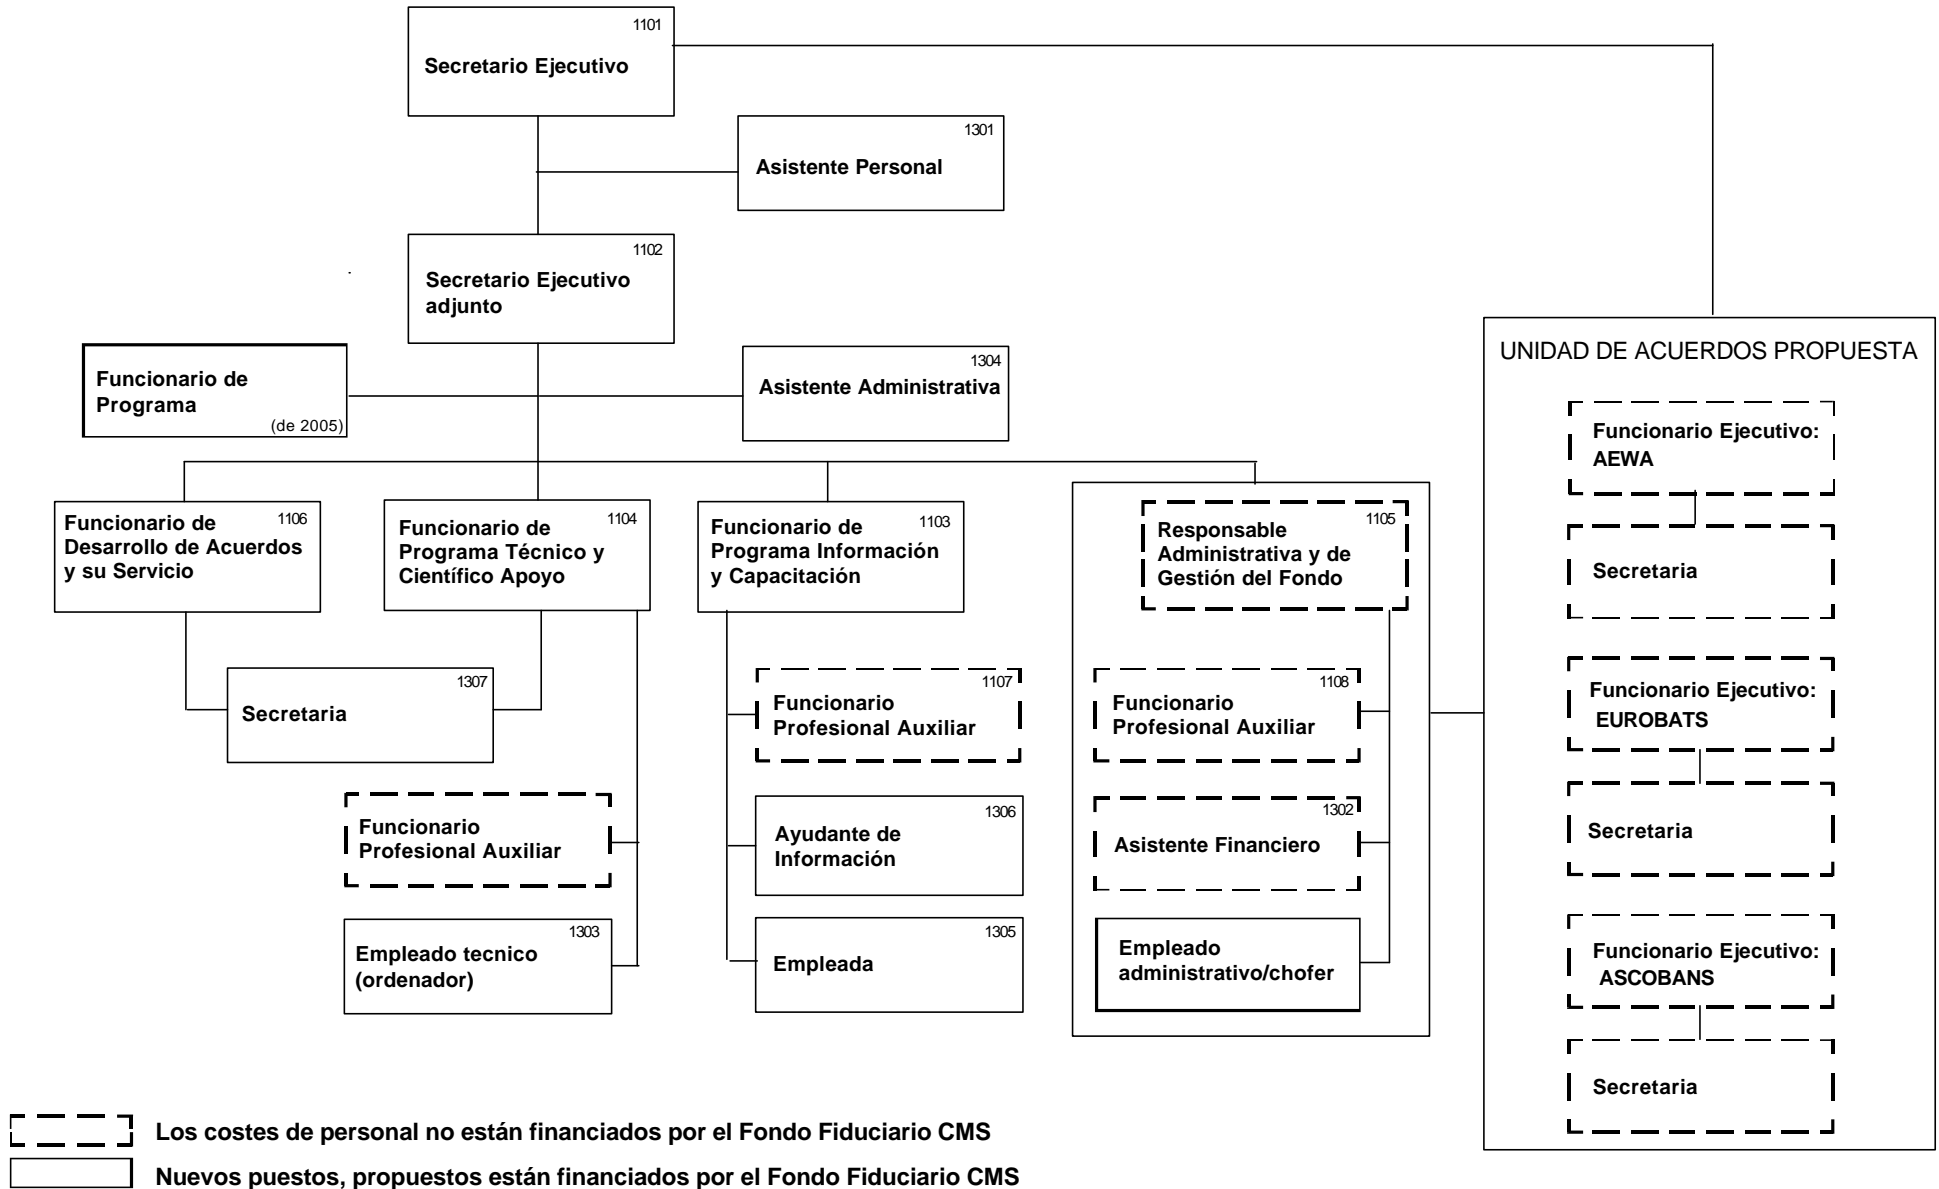 1101
Secretario Ejecutivo
1301
Asistente Personal
1102
Secretario Ejecutivo
adjunto
Funcionario de
Programa
(de 2005)
1304
Asistente Administrativa
1106
Funcionario de
Desarrollo de Acuerdos
y su Servicio
1104
Funcionario de
Programa Técnico y
Científico Apoyo
1103
Funcionario de
Programa Información
y Capacitación
1105
Responsable
Administrativa y de
Gestión del Fondo
1307
Secretaria
1107
Funcionario
Profesional Auxiliar
1108
Funcionario
Profesional Auxiliar
Funcionario
Profesional Auxiliar
1306
Ayudante de
Información
1302
Asistente Financiero
1303
Empleado tecnico
(ordenador)
1305
Empleada
Empleado
administrativo/chofer
UNIDAD DE ACUERDOS PROPUESTA
Funcionario Ejecutivo:
AEWA
Secretaria
Funcionario Ejecutivo:
EUROBATS
Secretaria
Funcionario Ejecutivo:
ASCOBANS
Secretaria
Los costes de personal no están financiados por el Fondo Fiduciario CMS
Nuevos puestos, propuestos están financiados por el Fondo Fiduciario CMS